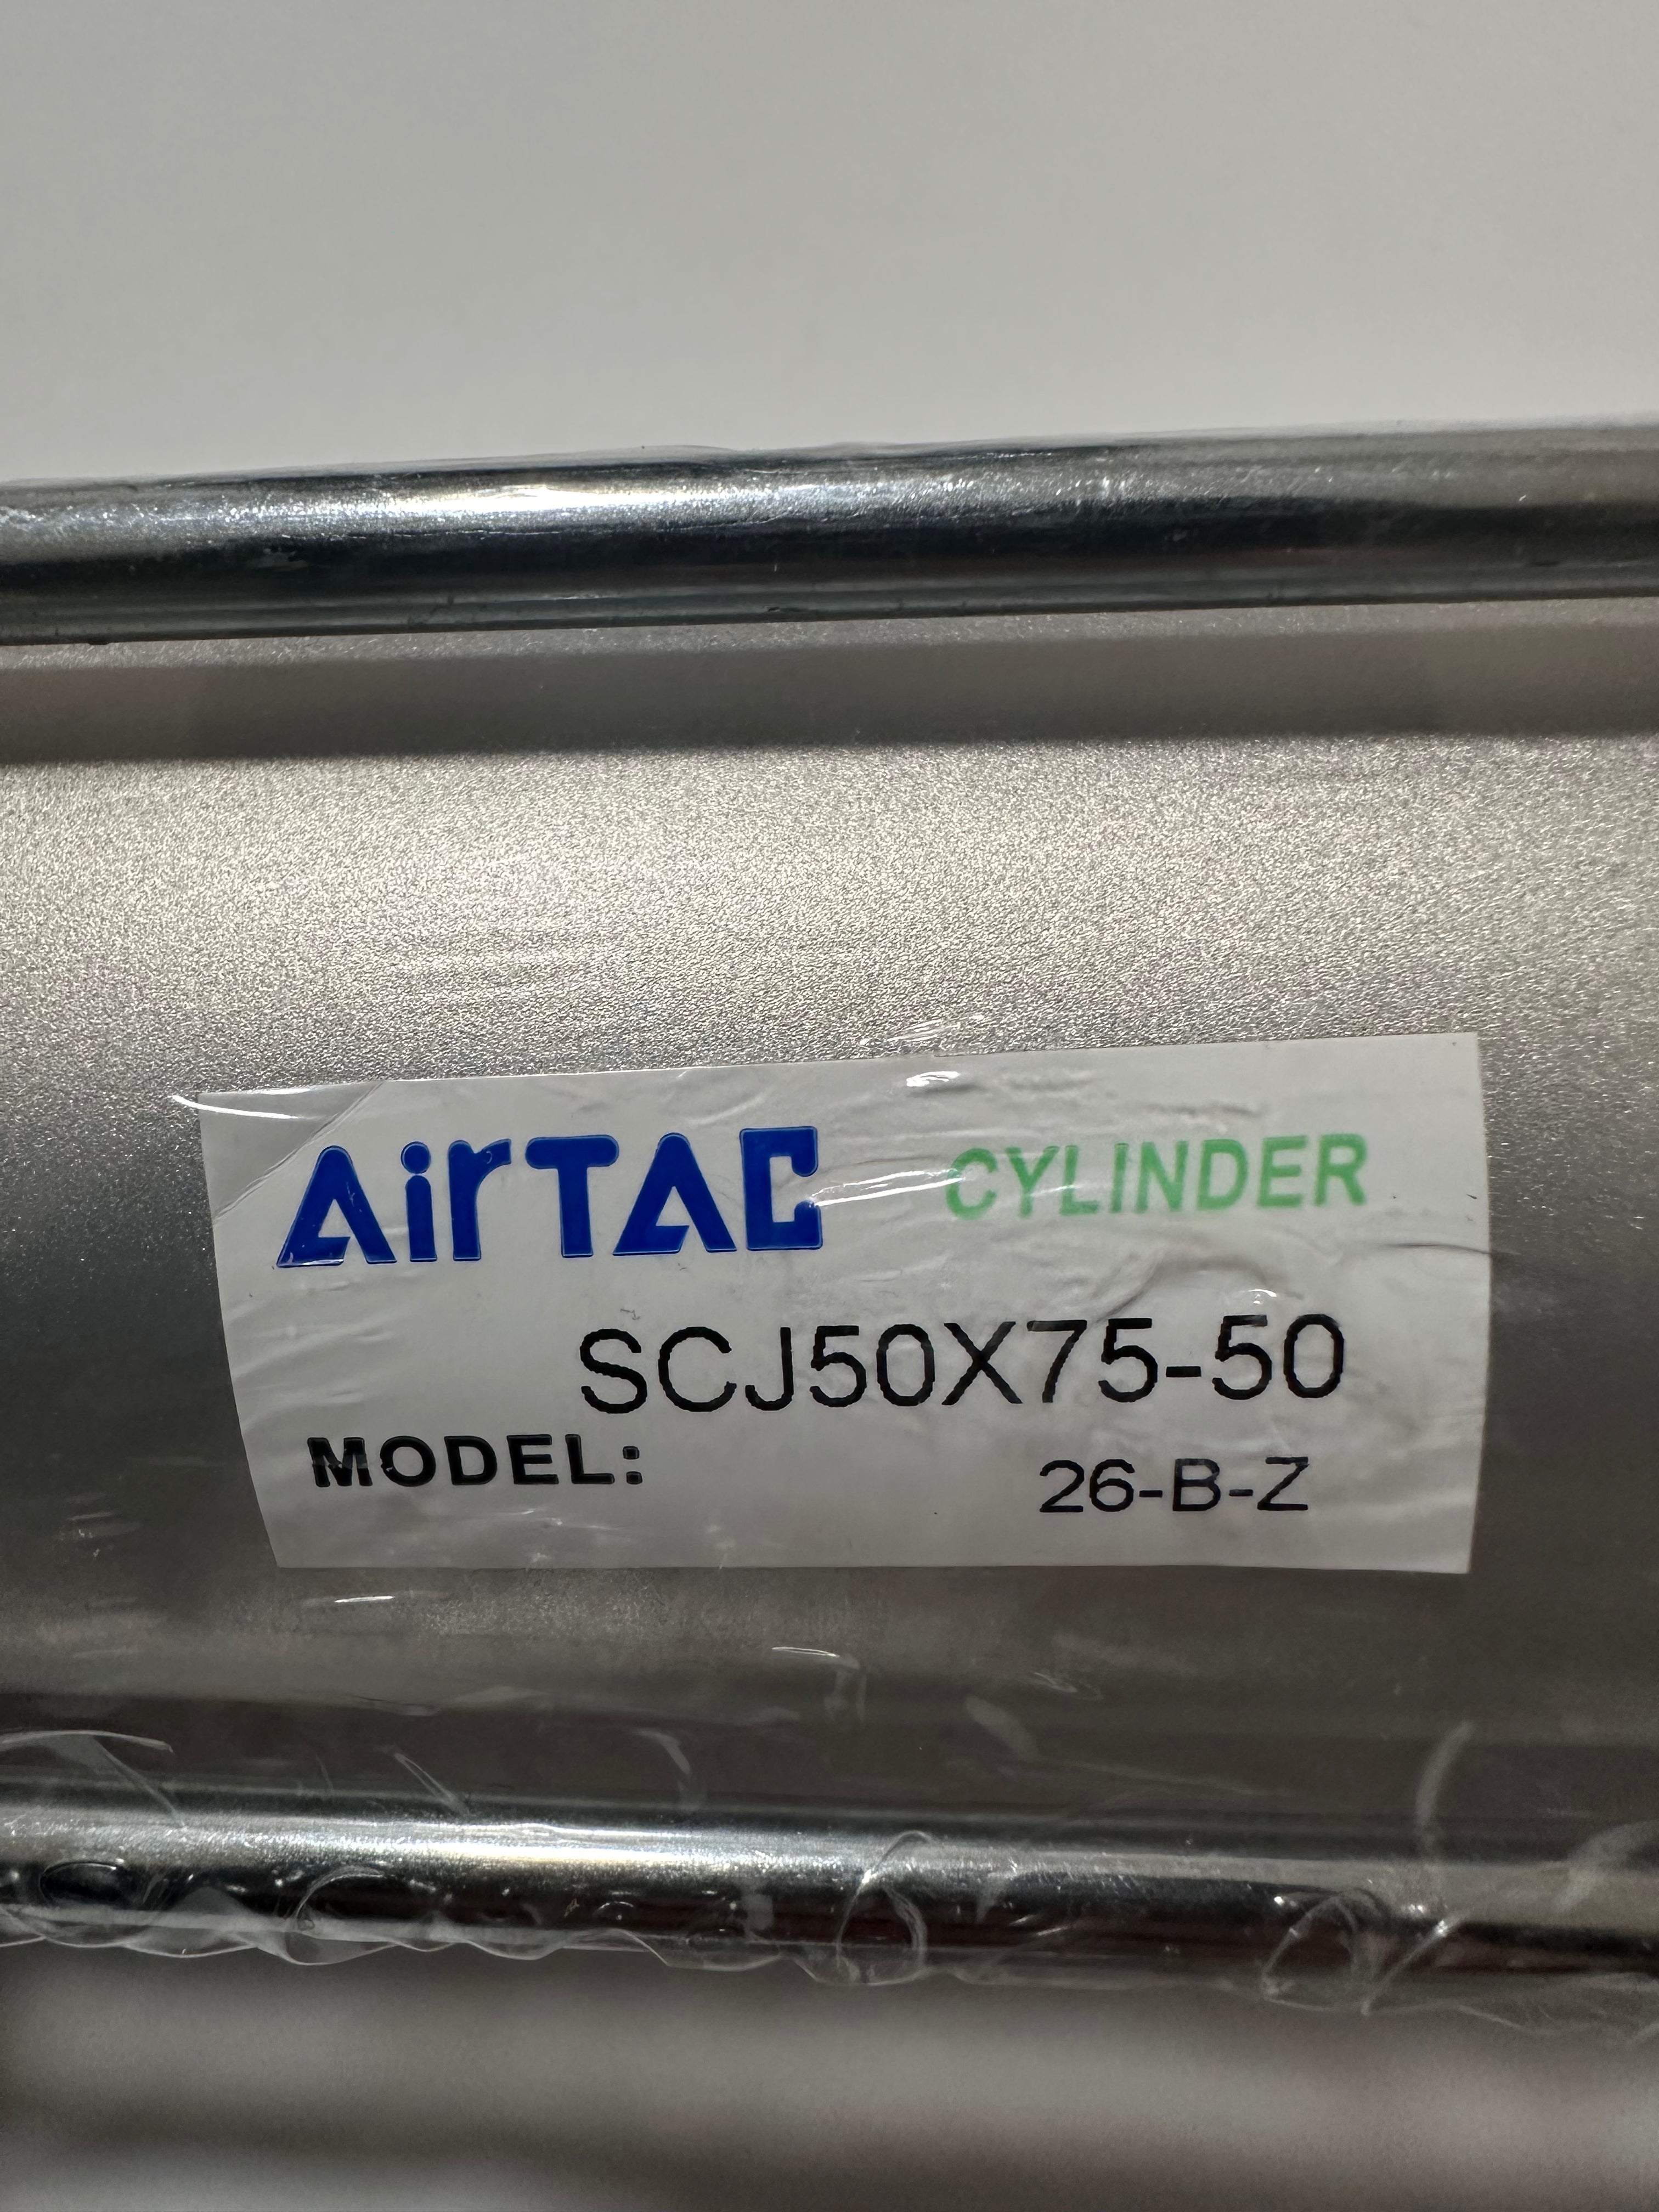 AirTAC CYLINDER
SCJ50X75-50
MODEL:
26-B-Z